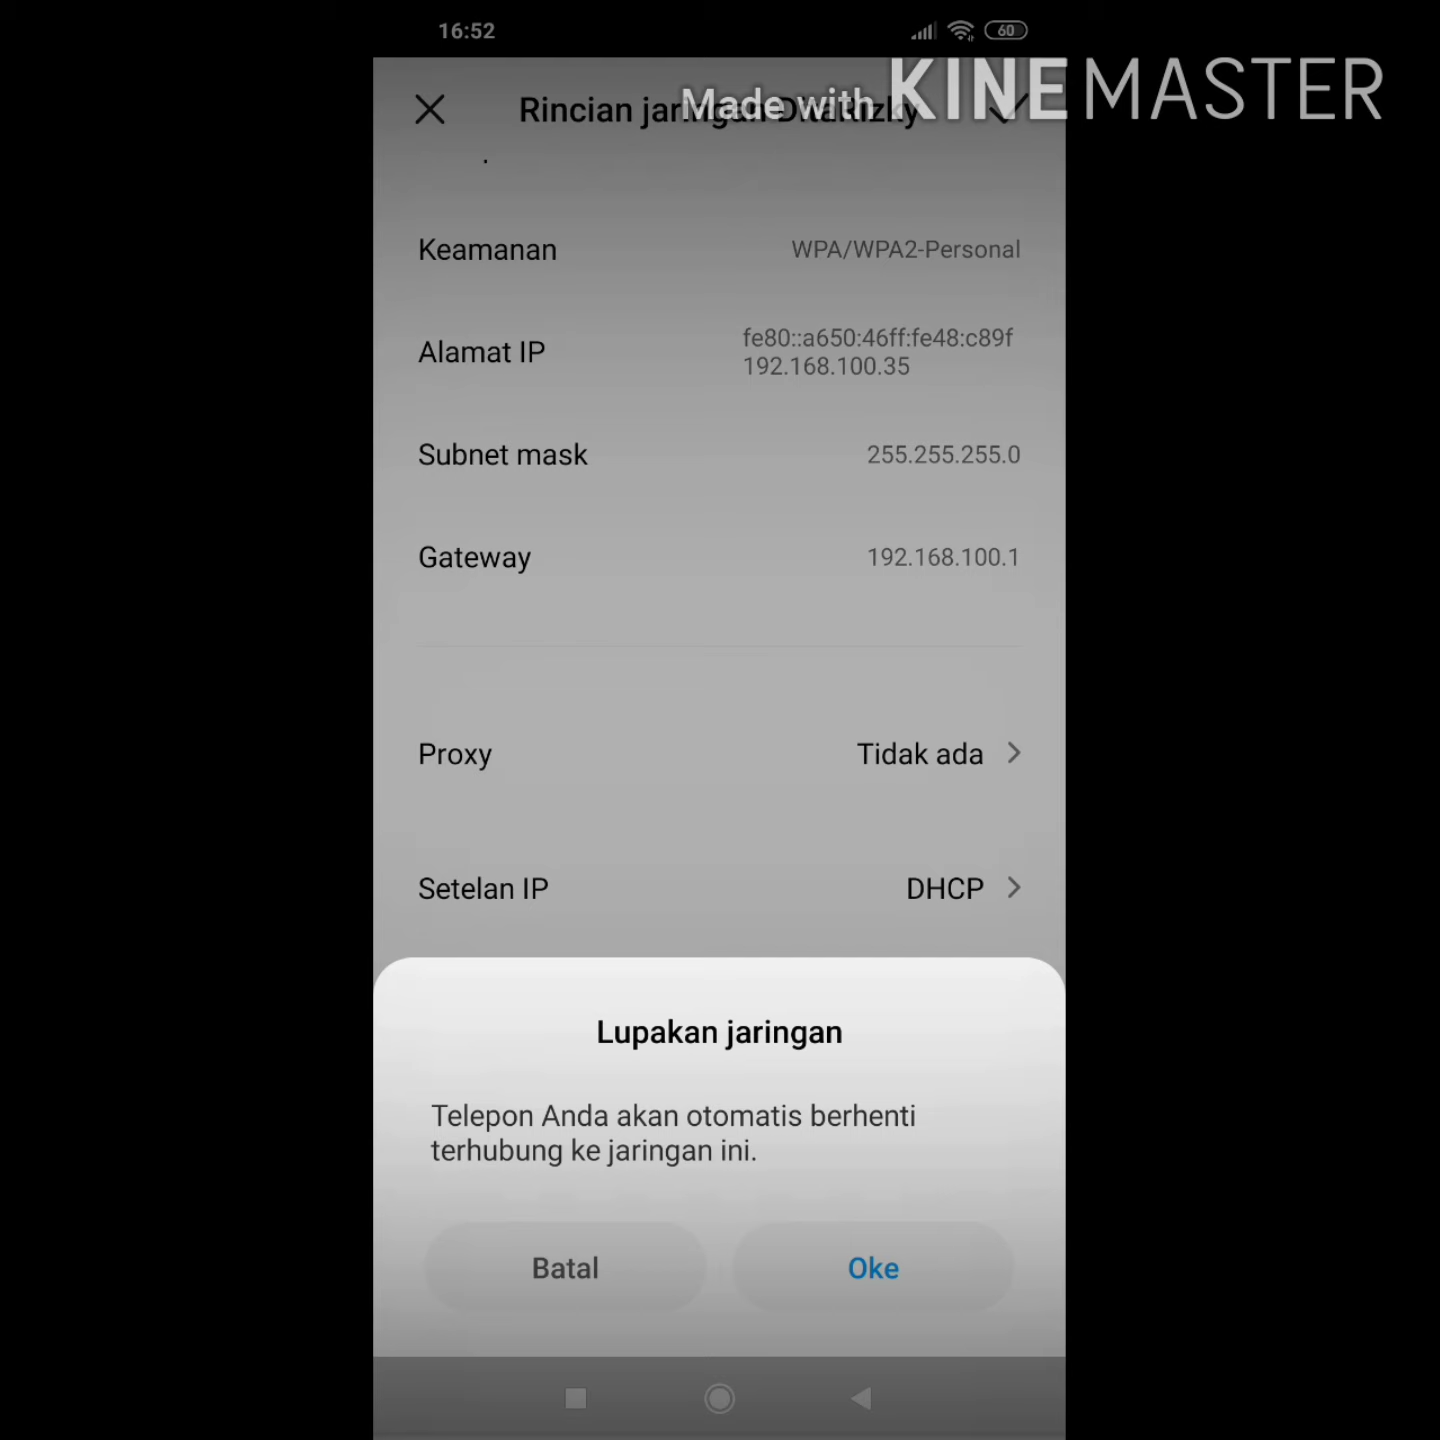 16:52
60
Made with KINEMASTER
Rincian jaringan DitaRizky
Keamanan
WPA/WPA2-Personal
Alamat IP
fe80::a650:46ff:fe48:c89f
192.168.100.35
Subnet mask
255.255.255.0
Gateway
192.168.100.1
Proxy
Tidak ada
Setelan IP
DHCP
Lupakan jaringan
Telepon Anda akan otomatis berhenti
terhubung ke jaringan ini.
Batal
Oke